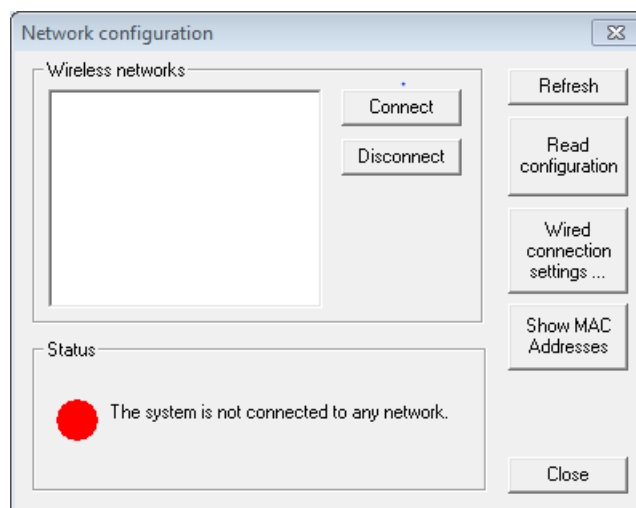 Network configuration
Wireless networks
Connect
Disconnect
Refresh
Read
configuration
Wired
connection
settings ...
Show MAC
Addresses
Status
The system is not connected to any network.
Close